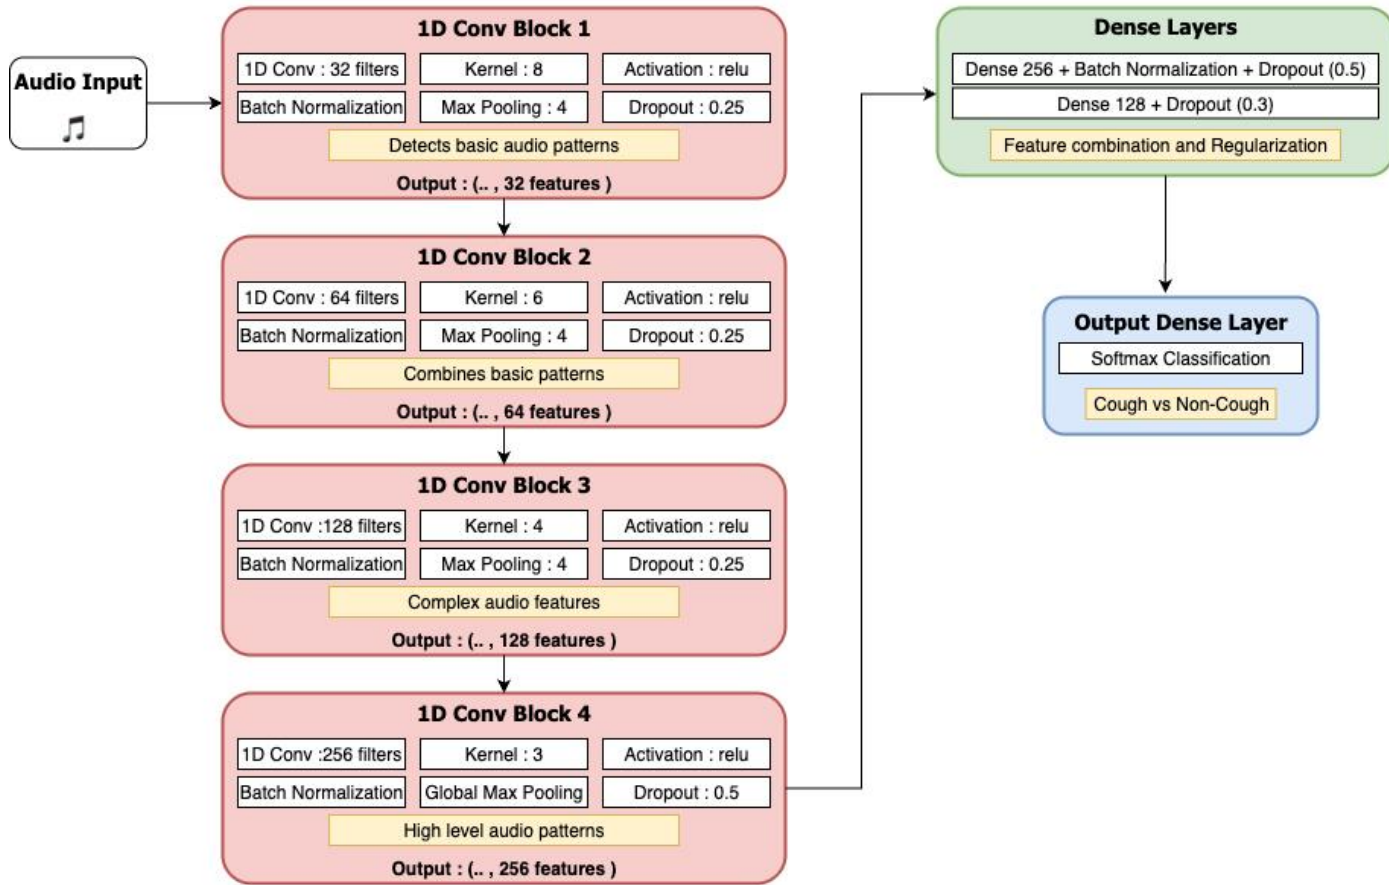 Audio Input
1D Conv Block 1
1D Conv : 32 filters
Kernel : 8
Activation : relu
Batch Normalization
Max Pooling : 4
Dropout : 0.25
Detects basic audio patterns
Output : (.. , 32 features )
1D Conv Block 2
1D Conv : 64 filters
Kernel : 6
Activation : relu
Batch Normalization
Max Pooling : 4
Dropout : 0.25
Combines basic patterns
Output : (.. , 64 features )
1D Conv Block 3
1D Conv :128 filters
Kernel : 4
Activation : relu
Batch Normalization
Max Pooling : 4
Dropout : 0.25
Complex audio features
Output : (.. , 128 features )
1D Conv Block 4
1D Conv :256 filters
Kernel : 3
Activation : relu
Batch Normalization
Global Max Pooling
Dropout : 0.5
High level audio patterns
Output : (.. , 256 features )
Dense Layers
Dense 256 + Batch Normalization + Dropout (0.5)
Dense 128 + Dropout (0.3)
Feature combination and Regularization
Output Dense Layer
Softmax Classification
Cough vs Non-Cough